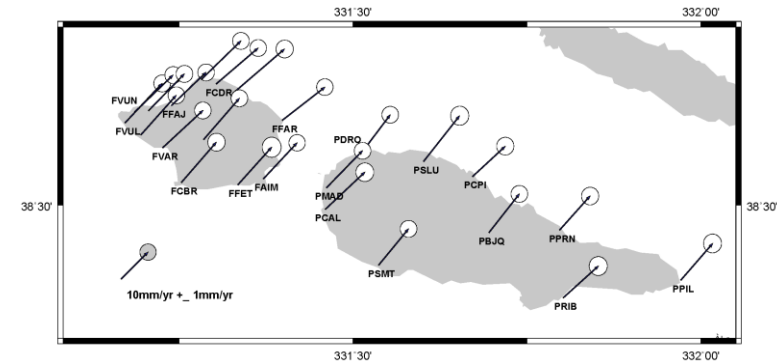 331°30'
332°00'
FVUN
FCDR
FFAJ
FVUL
FFAR
PDRO
FVAR
PSLU
PCPI
FCBR
FFET
FAIM
PMAD
38°30'
38°30'
PCAL
PBJQ
PPRN
PSMT
PPIL
10mm/yr +_ 1mm/yr
PRIB
331°30'
332°00'